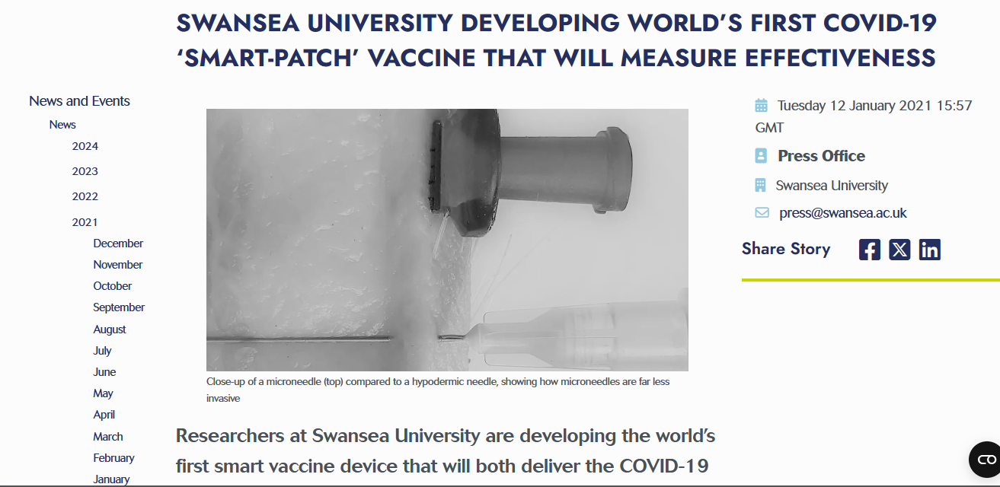 SWANSEA UNIVERSITY DEVELOPING WORLD’S FIRST COVID-19
‘SMART-PATCH’ VACCINE THAT WILL MEASURE EFFECTIVENESS
News and Events
News
2024
2023
2022
2021
December
November
October
September
August
July
June
May
April
March
February
January
Close-up of a microneedle (top) compared to a hypodermic needle, showing how microneedles are far less
invasive
Researchers at Swansea University are developing the world’s
first smart vaccine device that will both deliver the COVID-19
Tuesday 12 January 2021 15:57
GMT
Press Office
Swansea University
press@swansea.ac.uk
Share Story